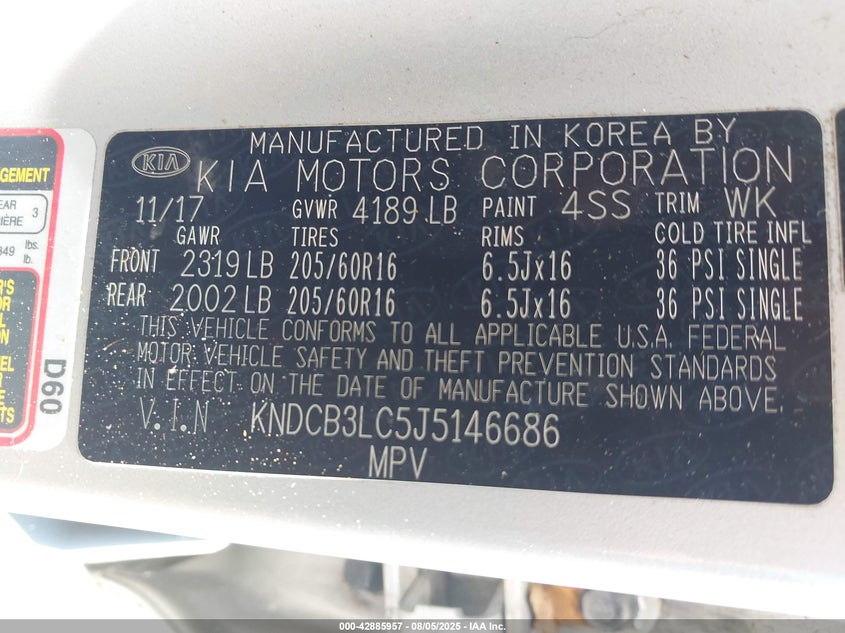 MANUFACTURED IN KOREA BY
KIA KIA MOTORS CORPORATION
11/17 GVWR 4189 LB PAINT 4SS TRIM WK
GAWR TIRES RIMS COLD TIRE INFL
FRONT 2319 LB 205/60R16 6.5Jx16 36 PSI SINGLE
REAR 2002 LB 205/60R16 6.5Jx16 36 PSI SINGLE
THIS VEHICLE CONFORMS TO ALL APPLICABLE U.S.A. FEDERAL
MOTOR VEHICLE SAFETY AND THEFT PREVENTION STANDARDS
IN EFFECT ON THE DATE OF MANUFACTURE SHOWN ABOVE.
V.I.N KNDCB3LC5J5146686
MPV
3
lbs.
D60
000-42885957 - 08/05/2025 - IAA Inc.